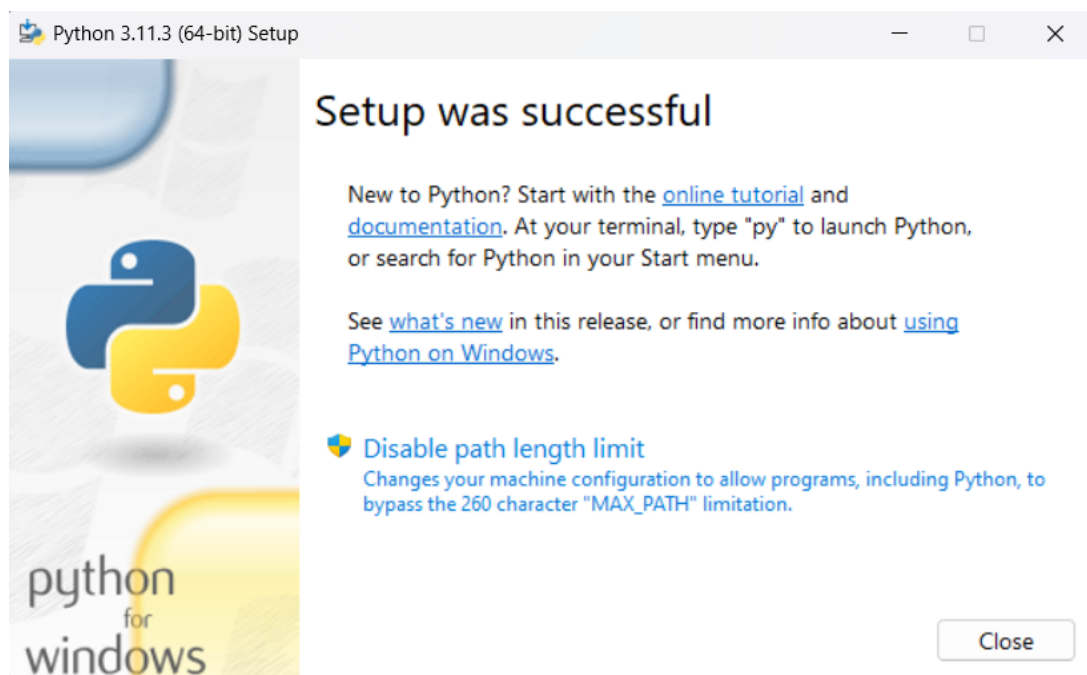 Python 3.11.3 (64-bit) Setup
Setup was successful
New to Python? Start with the online tutorial and
documentation. At your terminal, type "py" to launch Python,
or search for Python in your Start menu.
See what's new in this release, or find more info about using
Python on Windows.
Disable path length limit
Changes your machine configuration to allow programs, including Python, to
bypass the 260 character "MAX_PATH" limitation.
python
for
windows
Close